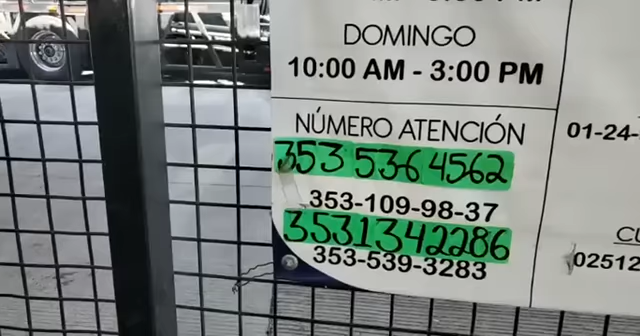 DOMINGO
10:00 AM - 3:00 PM
NÚMERO ATENCIÓN
353 536 4562
353-109-98-37
3531342286
353-539-3283
01-24-
02512